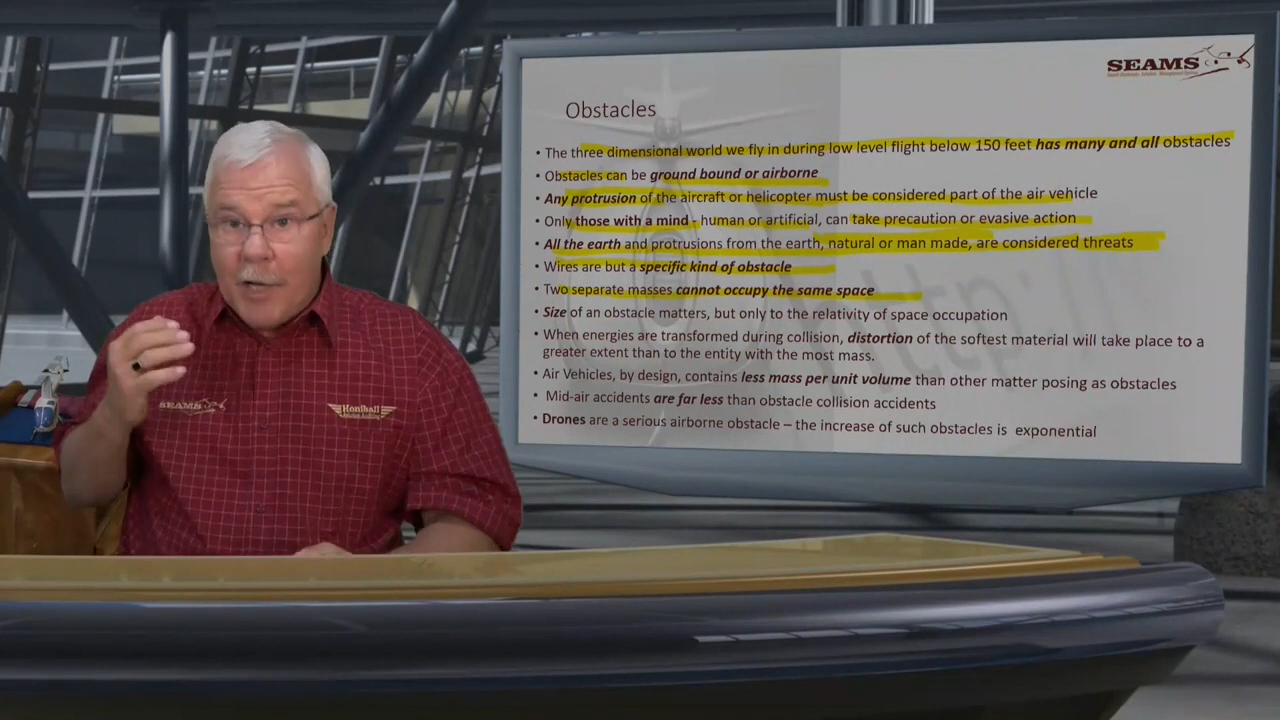 SEAMS
Obstacles
• The three dimensional world we fly in during low level flight below 150 feet has many and all obstacles
• Obstacles can be ground bound or airborne
• Any protrusion of the aircraft or helicopter must be considered part of the air vehicle
• Only those with a mind - human or artificial, can take precaution or evasive action
• All the earth and protrusions from the earth, natural or man made, are considered threats
• Wires are but a specific kind of obstacle
• Two separate masses cannot occupy the same space
• Size of an obstacle matters, but only to the relativity of space occupation
• When energies are transformed during collision, distortion of the softest material will take place to a
greater extent than to the entity with the most mass.
• Air Vehicles, by design, contains less mass per unit volume than other matter posing as obstacles
• Mid-air accidents are far less than obstacle collision accidents
• Drones are a serious airborne obstacle – the increase of such obstacles is exponential
SEAMS
Honiball